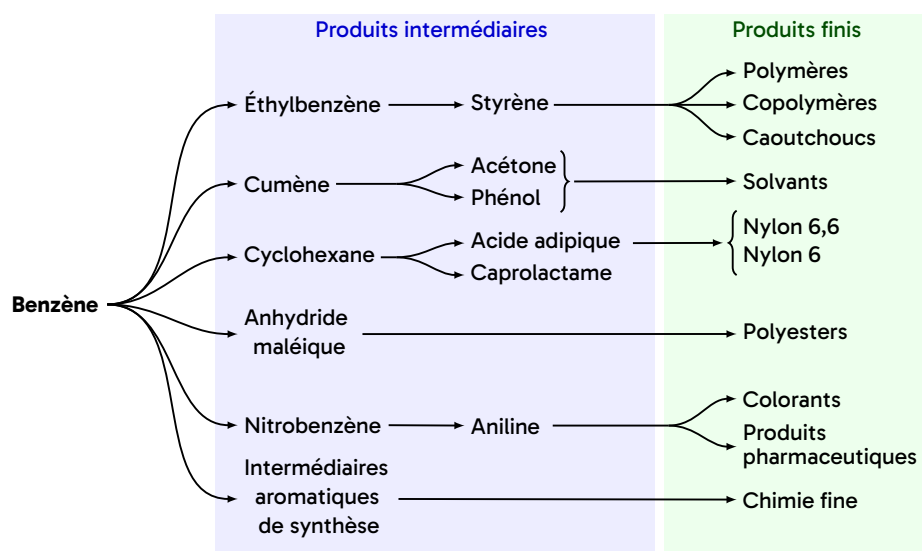 Produits intermédiaires
Produits finis
Benzène
Éthylbenzène
Styrène
Polymères
Copolymères
Caoutchoucs
Cumène
Acétone
Phénol
Solvants
Cyclohexane
Acide adipique
Caprolactame
Nylon 6,6
Nylon 6
Anhydride
maléique
Polyesters
Nitrobenzène
Aniline
Colorants
Produits
pharmaceutiques
Intermédiaires
aromatiques
de synthèse
Chimie fine